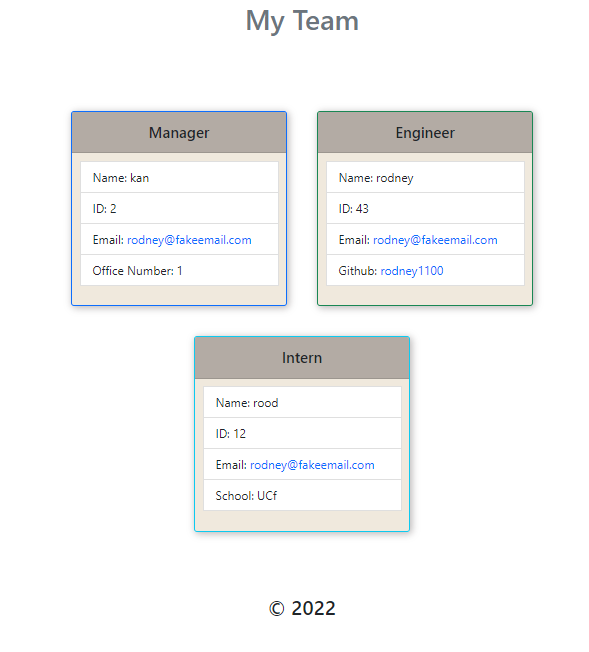 My Team
Manager
Name: kan
ID: 2
Email: rodney@fakeemail.com
Office Number: 1
Engineer
Name: rodney
ID: 43
Email: rodney@fakeemail.com
Github: rodney1100
Intern
Name: rood
ID: 12
Email: rodney@fakeemail.com
School: UCf
© 2022